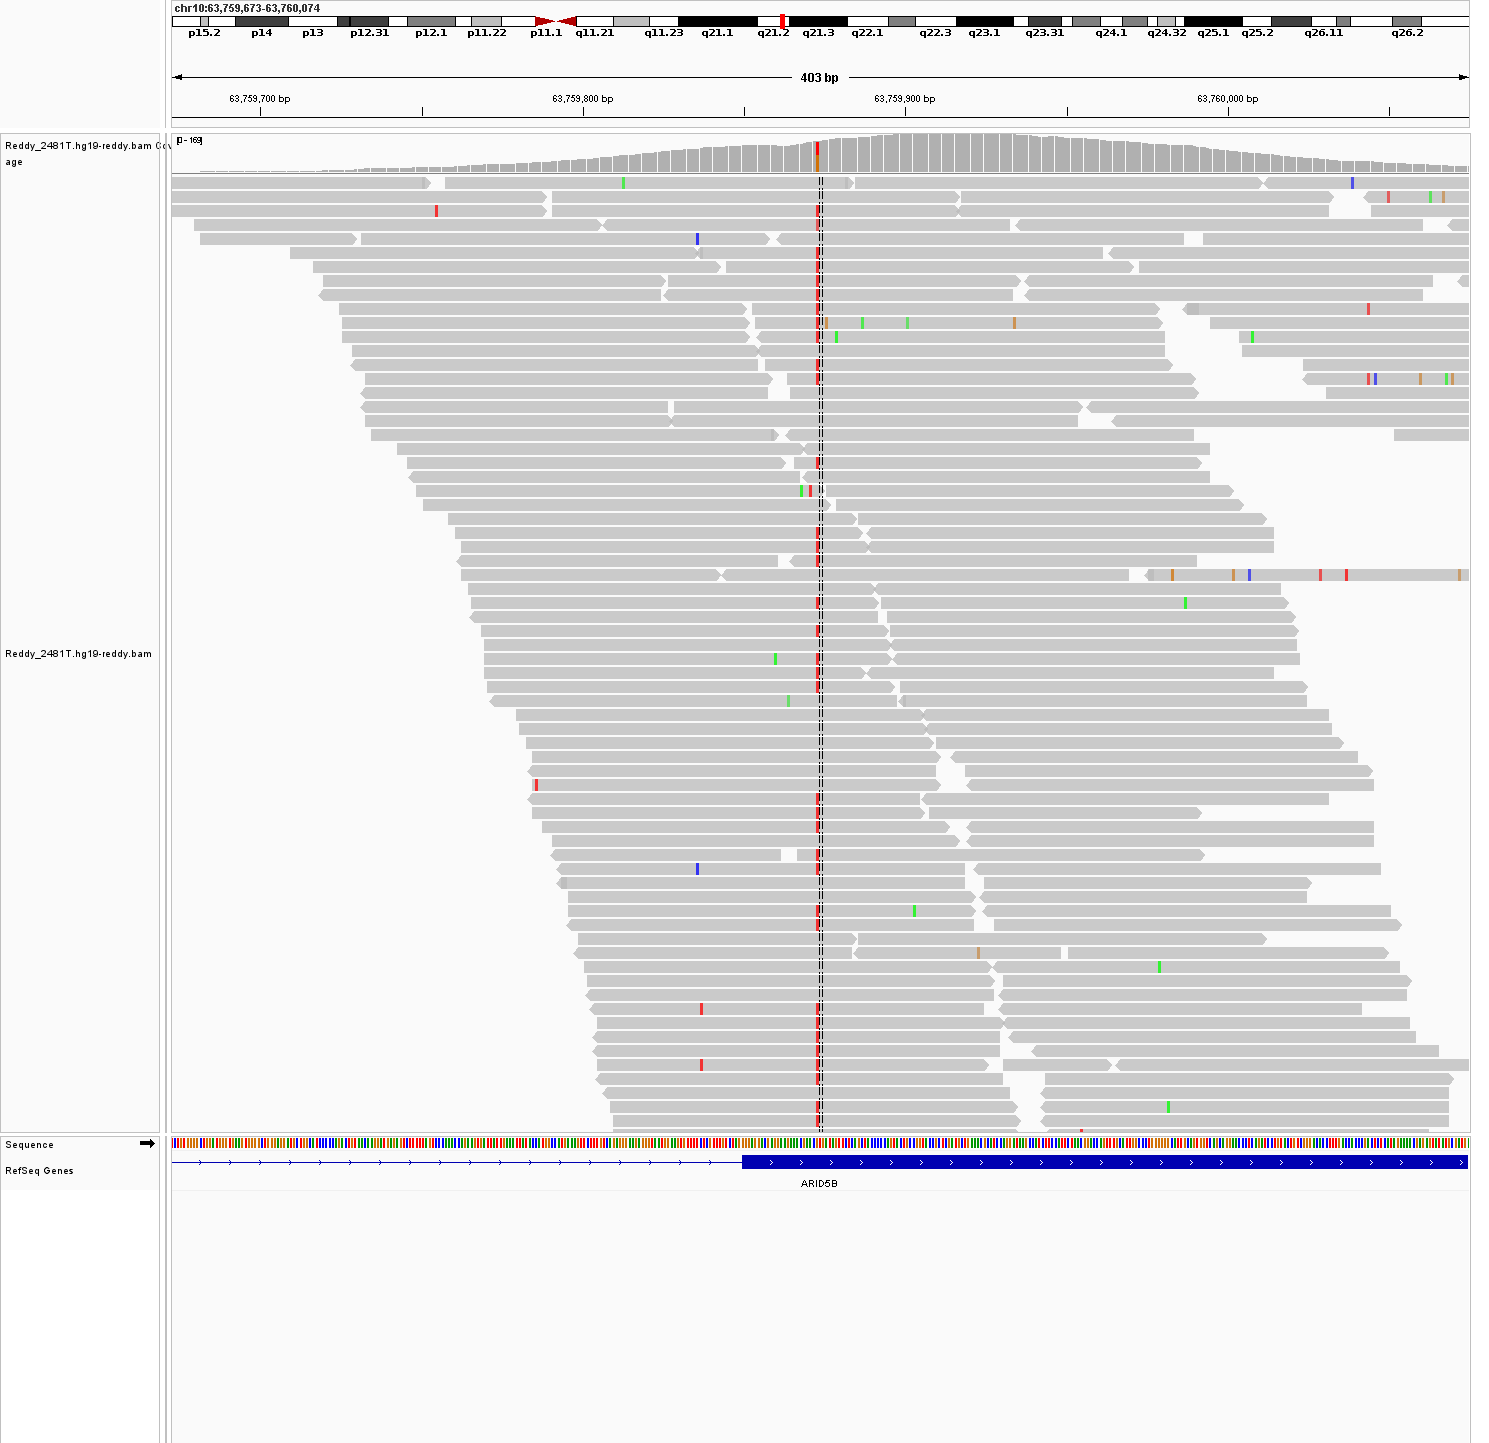 chr10:63,759,673-63,760,074
p15.2 p14 p13 p12.31 p12.1 p11.22 p11.1 q11.21 q11.23 q21.1 q21.2 q21.3 q22.1 q22.3 q23.1 q23.31 q24.1 q24.32 q25.1 q25.2 q26.11 q26.2
403 bp
63,759,700 bp 63,759,800 bp 63,759,900 bp 63,760,000 bp
Reddy_2481T.hg19-reddy.bam Cov
age
[0 - 169]
Reddy_2481T.hg19-reddy.bam
Sequence
RefSeq Genes
ARID5B